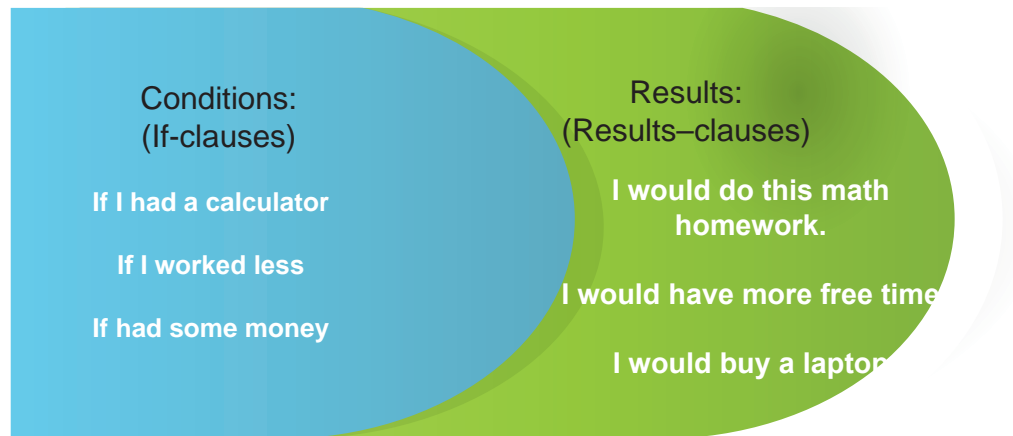 Conditions:
(If-clauses)
If I had a calculator
If I worked less
If had some money
Results:
(Results–clauses)
I would do this math
homework.
I would have more free time
I would buy a laptop